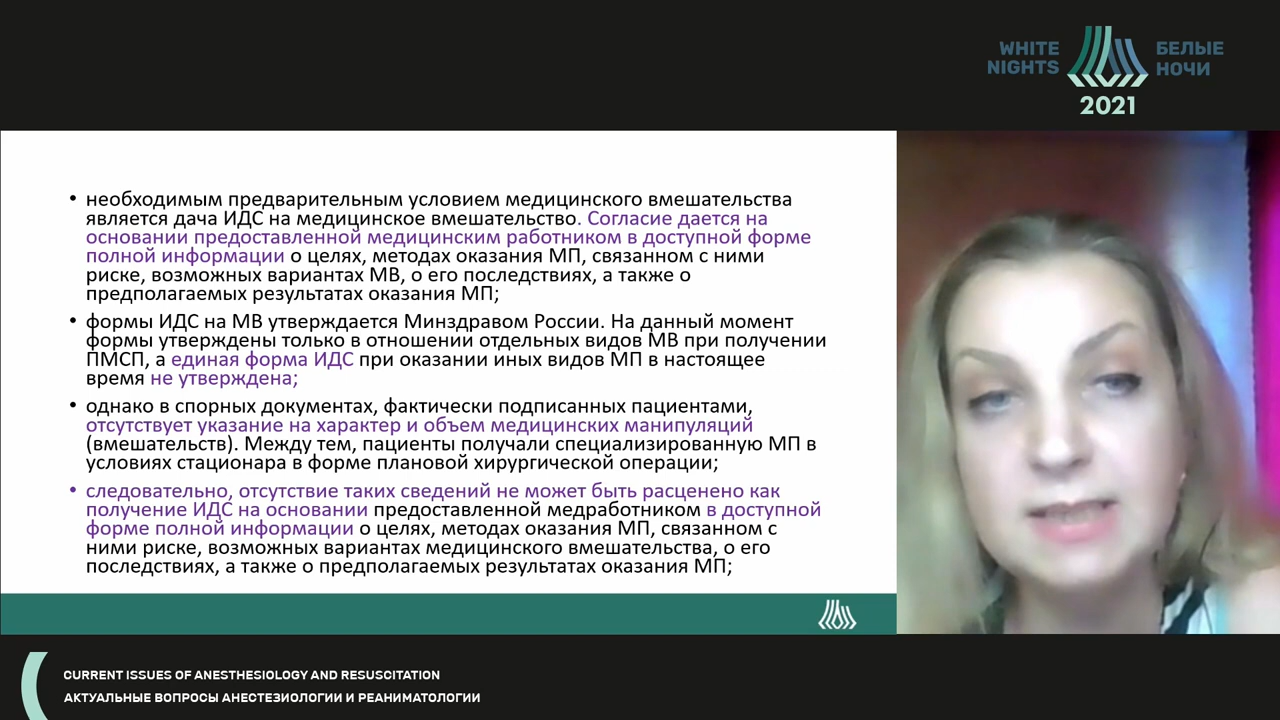 WHITE
NIGHTS
БЕЛЫЕ
НОЧИ
2021
• необходимым предварительным условием медицинского вмешательства
является дача ИДС на медицинское вмешательство. Согласие дается на
основании предоставленной медицинским работником в доступной форме
полной информации о целях, методах оказания МП, связанном с ними
риске, возможных вариантах МВ, о его последствиях, а также о
предполагаемых результатах оказания МП;
• формы ИДС на МВ утверждается Минздравом России. На данный момент
формы утверждены только в отношении отдельных видов МВ при получении
ПМСП, а единая форма ИДС при оказании иных видов МП в настоящее
время не утверждена;
• однако в спорных документах, фактически подписанных пациентами,
отсутствует указание на характер и объем медицинских манипуляций
(вмешательств). Между тем, пациенты получали специализированную МП в
условиях стационара в форме плановой хирургической операции;
• следовательно, отсутствие таких сведений не может быть расценено как
получение ИДС на основании предоставленной медработником в доступной
форме полной информации о целях, методах оказания МП, связанном с
ними риске, возможных вариантах медицинского вмешательства, о его
последствиях, а также о предполагаемых результатах оказания МП;
CURRENT ISSUES OF ANESTHESIOLOGY AND RESUSCITATION
АКТУАЛЬНЫЕ ВОПРОСЫ АНЕСТЕЗИОЛОГИИ И РЕАНИМАТОЛОГИИ